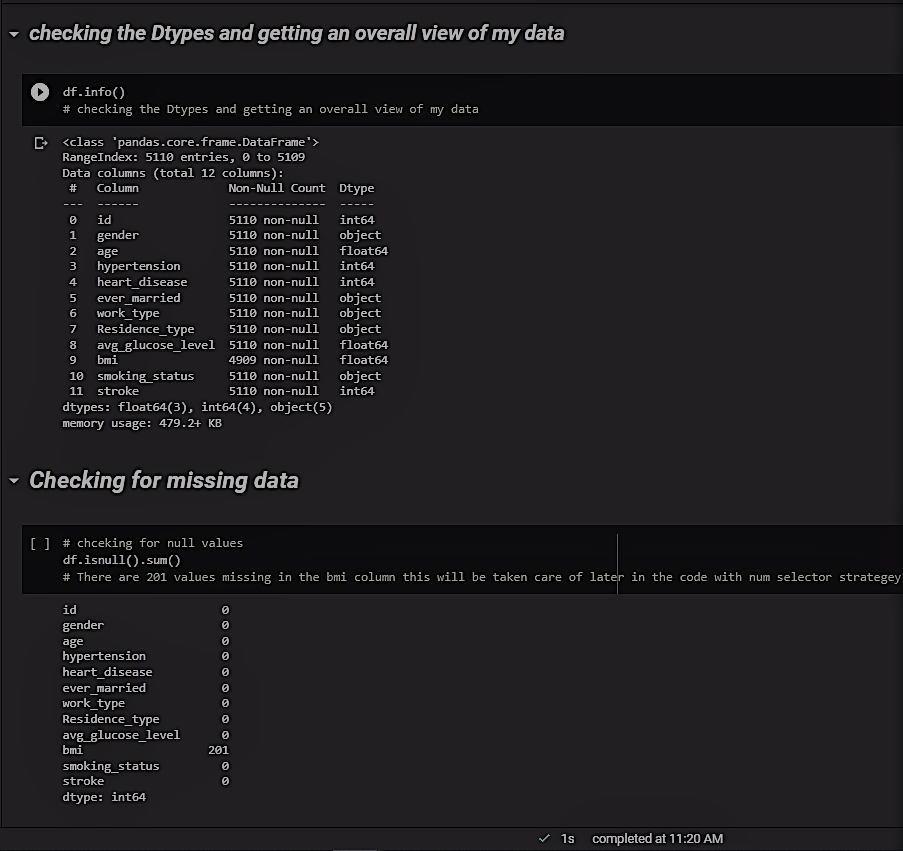 checking the Dtypes and getting an overall view of my data
df.info()
# checking the Dtypes and getting an overall view of my data
<class 'pandas.core.frame.DataFrame'>
RangeIndex: 5110 entries, 0 to 5109
Data columns (total 12 columns):
 #   Column             Non-Null Count  Dtype
---  ------             --------------  -----
 0   id                 5110 non-null   int64
 1   gender             5110 non-null   object
 2   age                5110 non-null   float64
 3   hypertension       5110 non-null   int64
 4   heart_disease      5110 non-null   int64
 5   ever_married       5110 non-null   object
 6   work_type          5110 non-null   object
 7   Residence_type     5110 non-null   object
 8   avg_glucose_level  5110 non-null   float64
 9   bmi                4909 non-null   float64
 10  smoking_status     5110 non-null   object
 11  stroke             5110 non-null   int64
dtypes: float64(3), int64(4), object(5)
memory usage: 479.2+ KB
Checking for missing data
[ ] # chceking for null values
df.isnull().sum()
# There are 201 values missing in the bmi column this will be taken care of later in the code with num selector strategey
id                     0
gender                 0
age                    0
hypertension           0
heart_disease          0
ever_married           0
work_type              0
Residence_type         0
avg_glucose_level      0
bmi                  201
smoking_status         0
stroke                 0
dtype: int64
✓ 1s completed at 11:20 AM